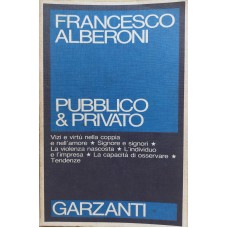 FRANCESCO
ALBERONI
PUBBLICO
& PRIVATO
Vizi e virtù nella coppia
e nell'amore ★ Signore e signori ★
La violenza nascosta ★ L'individuo
e l'impresa ★ La capacità di osservare ★
Tendenze
GARZANTI